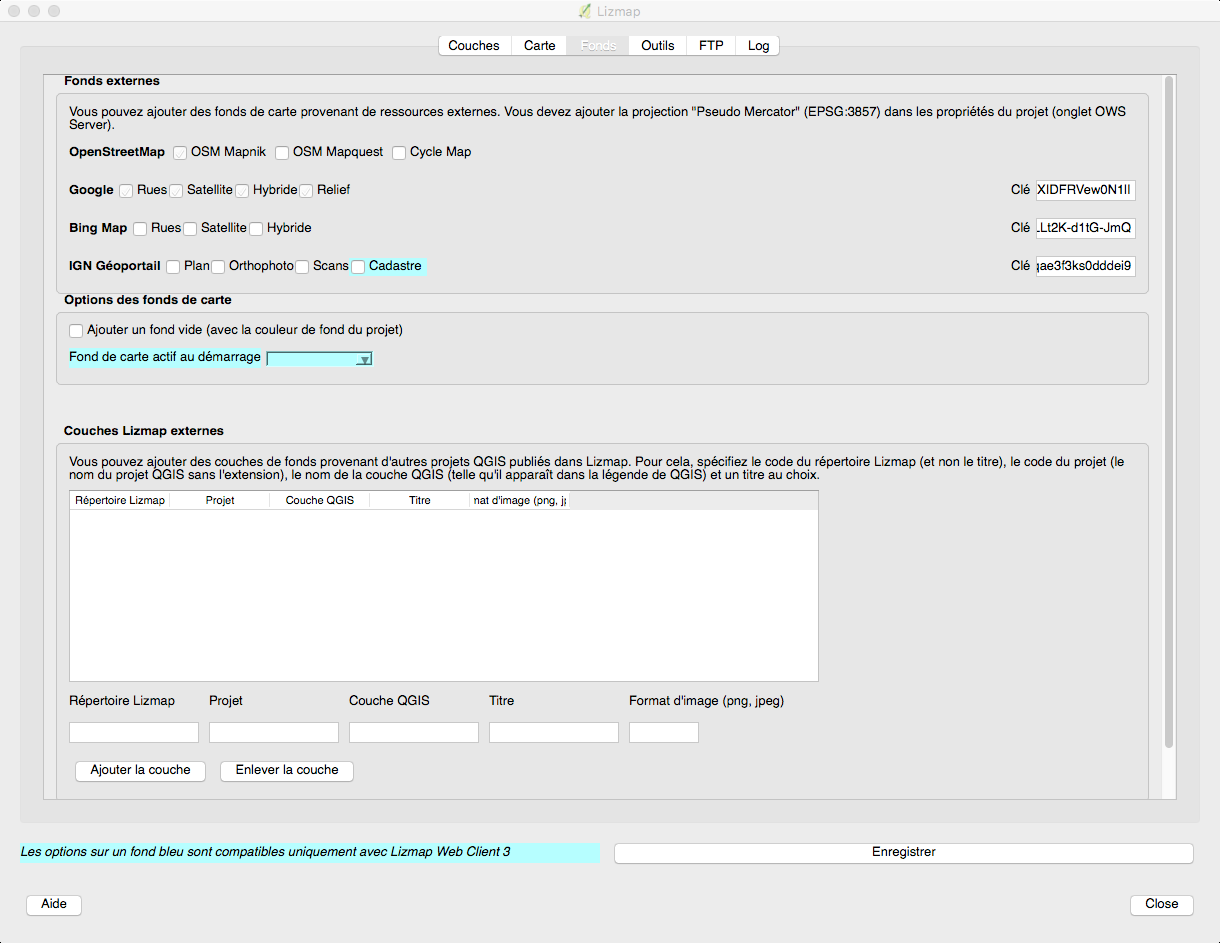 Lizmap
Couches Carte Fonds Outils FTP Log
Fonds externes
Vous pouvez ajouter des fonds de carte provenant de ressources externes. Vous devez ajouter la projection "Pseudo Mercator" (EPSG:3857) dans les propriétés du projet (onglet OWS
Server).
OpenStreetMap OSM Mapnik OSM Mapquest Cycle Map
Google Rues Satellite Hybride Relief Clé XIDFRVew0N1II
Bing Map Rues Satellite Hybride Clé .Lt2K-d1tG-JmQ
IGN Géoportail Plan Orthophoto Scans Cadastre Clé jae3f3ks0dddei9
Options des fonds de carte
Ajouter un fond vide (avec la couleur de fond du projet)
Fond de carte actif au démarrage
Couches Lizmap externes
Vous pouvez ajouter des couches de fonds provenant d'autres projets QGIS publiés dans Lizmap. Pour cela, spécifiez le code du répertoire Lizmap (et non le titre), le code du projet (le
nom du projet QGIS sans l'extension), le nom de la couche QGIS (telle qu'il apparaît dans la légende de QGIS) et un titre au choix.
Répertoire Lizmap Projet Couche QGIS Titre nat d'image (png, j
Répertoire Lizmap Projet Couche QGIS Titre Format d'image (png, jpeg)
Ajouter la couche Enlever la couche
Les options sur un fond bleu sont compatibles uniquement avec Lizmap Web Client 3 Enregistrer
Aide Close